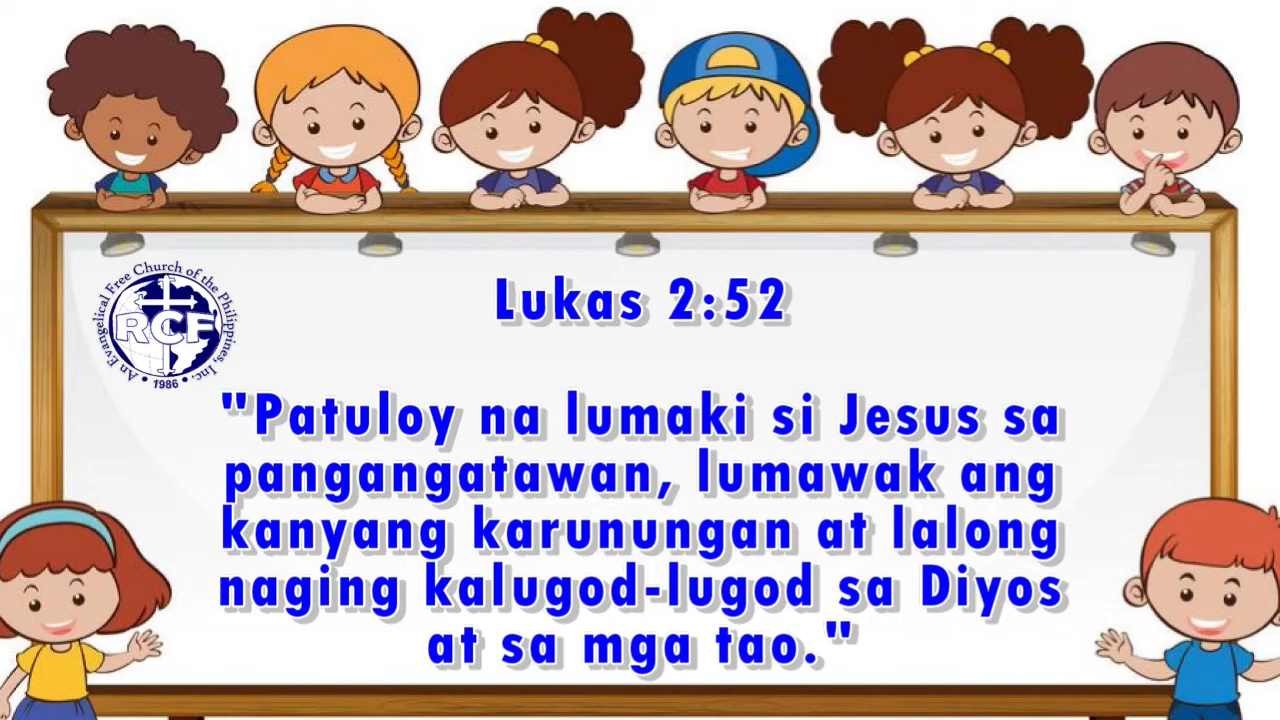 An Evangelical Free Church of the Philippines, Inc.
RCF
• 1986 •
Lukas 2:52
"Patuloy na lumaki si Jesus sa
pangangatawan, lumawak ang
kanyang karunungan at lalong
naging kalugod-lugod sa Diyos
at sa mga tao."